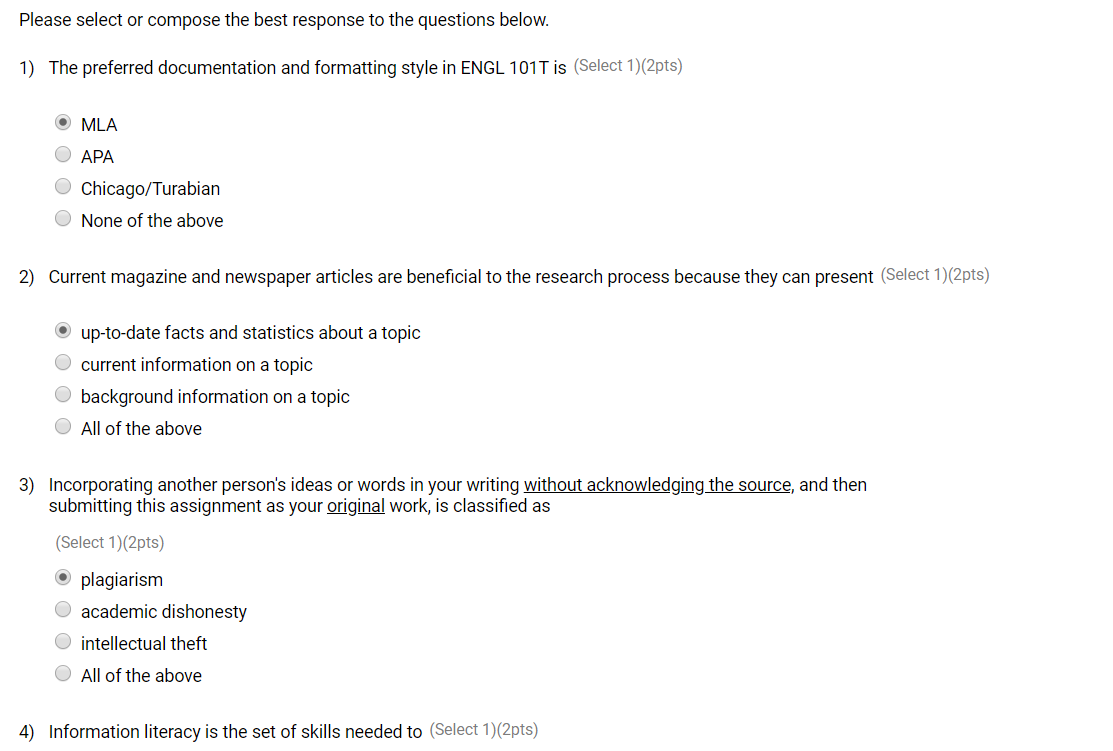 Please select or compose the best response to the questions below.
1) The preferred documentation and formatting style in ENGL 101T is (Select 1)(2pts)
MLA
APA
Chicago/Turabian
None of the above
2) Current magazine and newspaper articles are beneficial to the research process because they can present (Select 1)(2pts)
up-to-date facts and statistics about a topic
current information on a topic
background information on a topic
All of the above
3) Incorporating another person's ideas or words in your writing without acknowledging the source, and then
submitting this assignment as your original work, is classified as
(Select 1)(2pts)
plagiarism
academic dishonesty
intellectual theft
All of the above
4) Information literacy is the set of skills needed to (Select 1)(2pts)